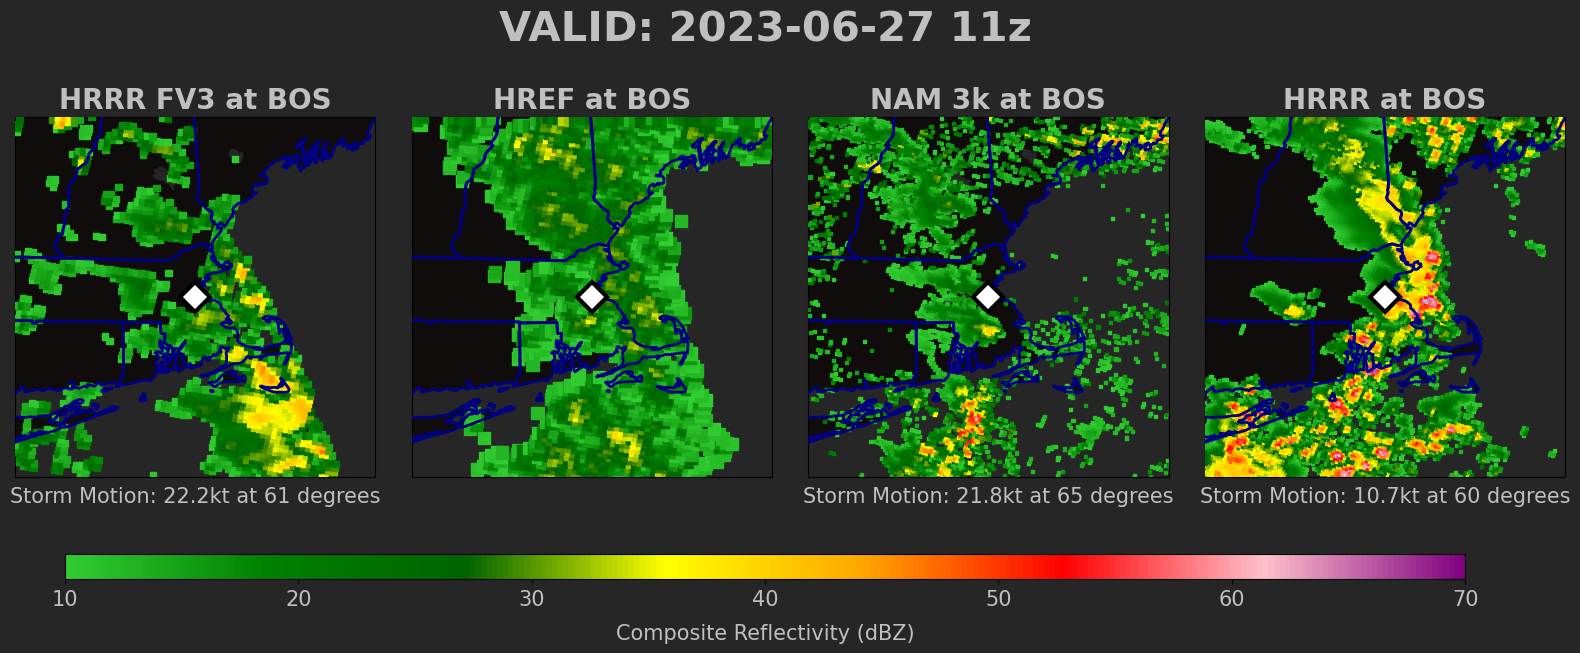 VALID: 2023-06-27 11z
HRRR FV3 at BOS
HREF at BOS
NAM 3k at BOS
HRRR at BOS
Storm Motion: 22.2kt at 61 degrees
Storm Motion: 21.8kt at 65 degrees
Storm Motion: 10.7kt at 60 degrees
10 20 30 40 50 60 70
Composite Reflectivity (dBZ)